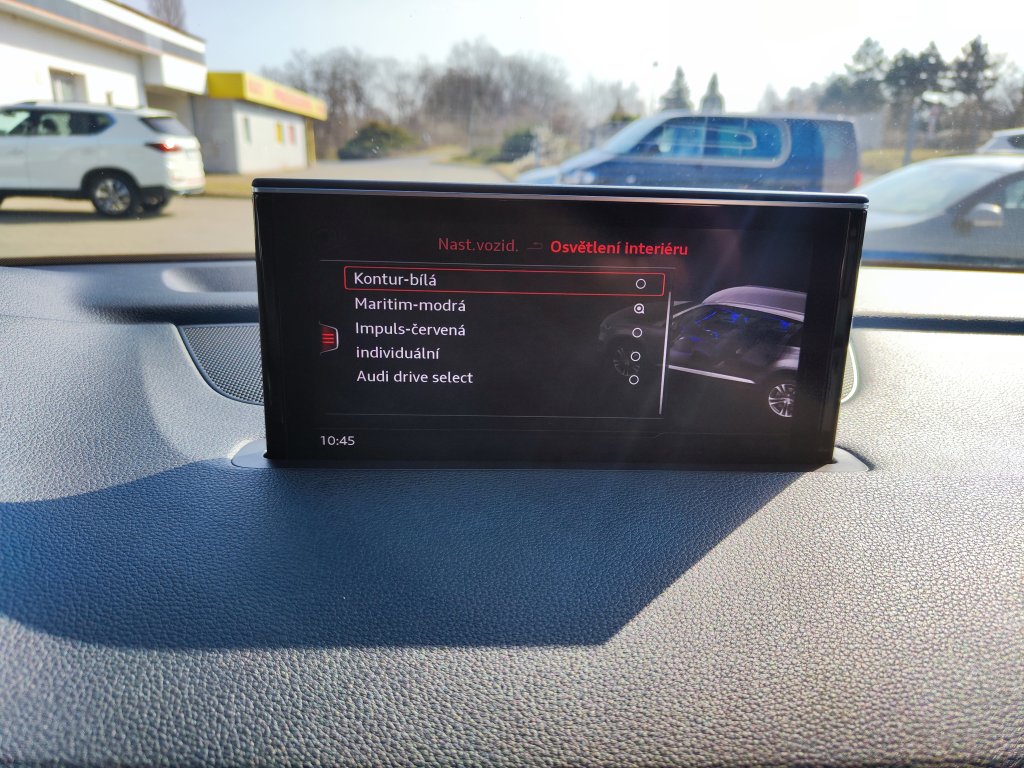 Nast.vozid. Osvětlení interiéru
Kontur-bílá
Maritim-modrá
Impuls-červená
individuální
Audi drive select
10:45